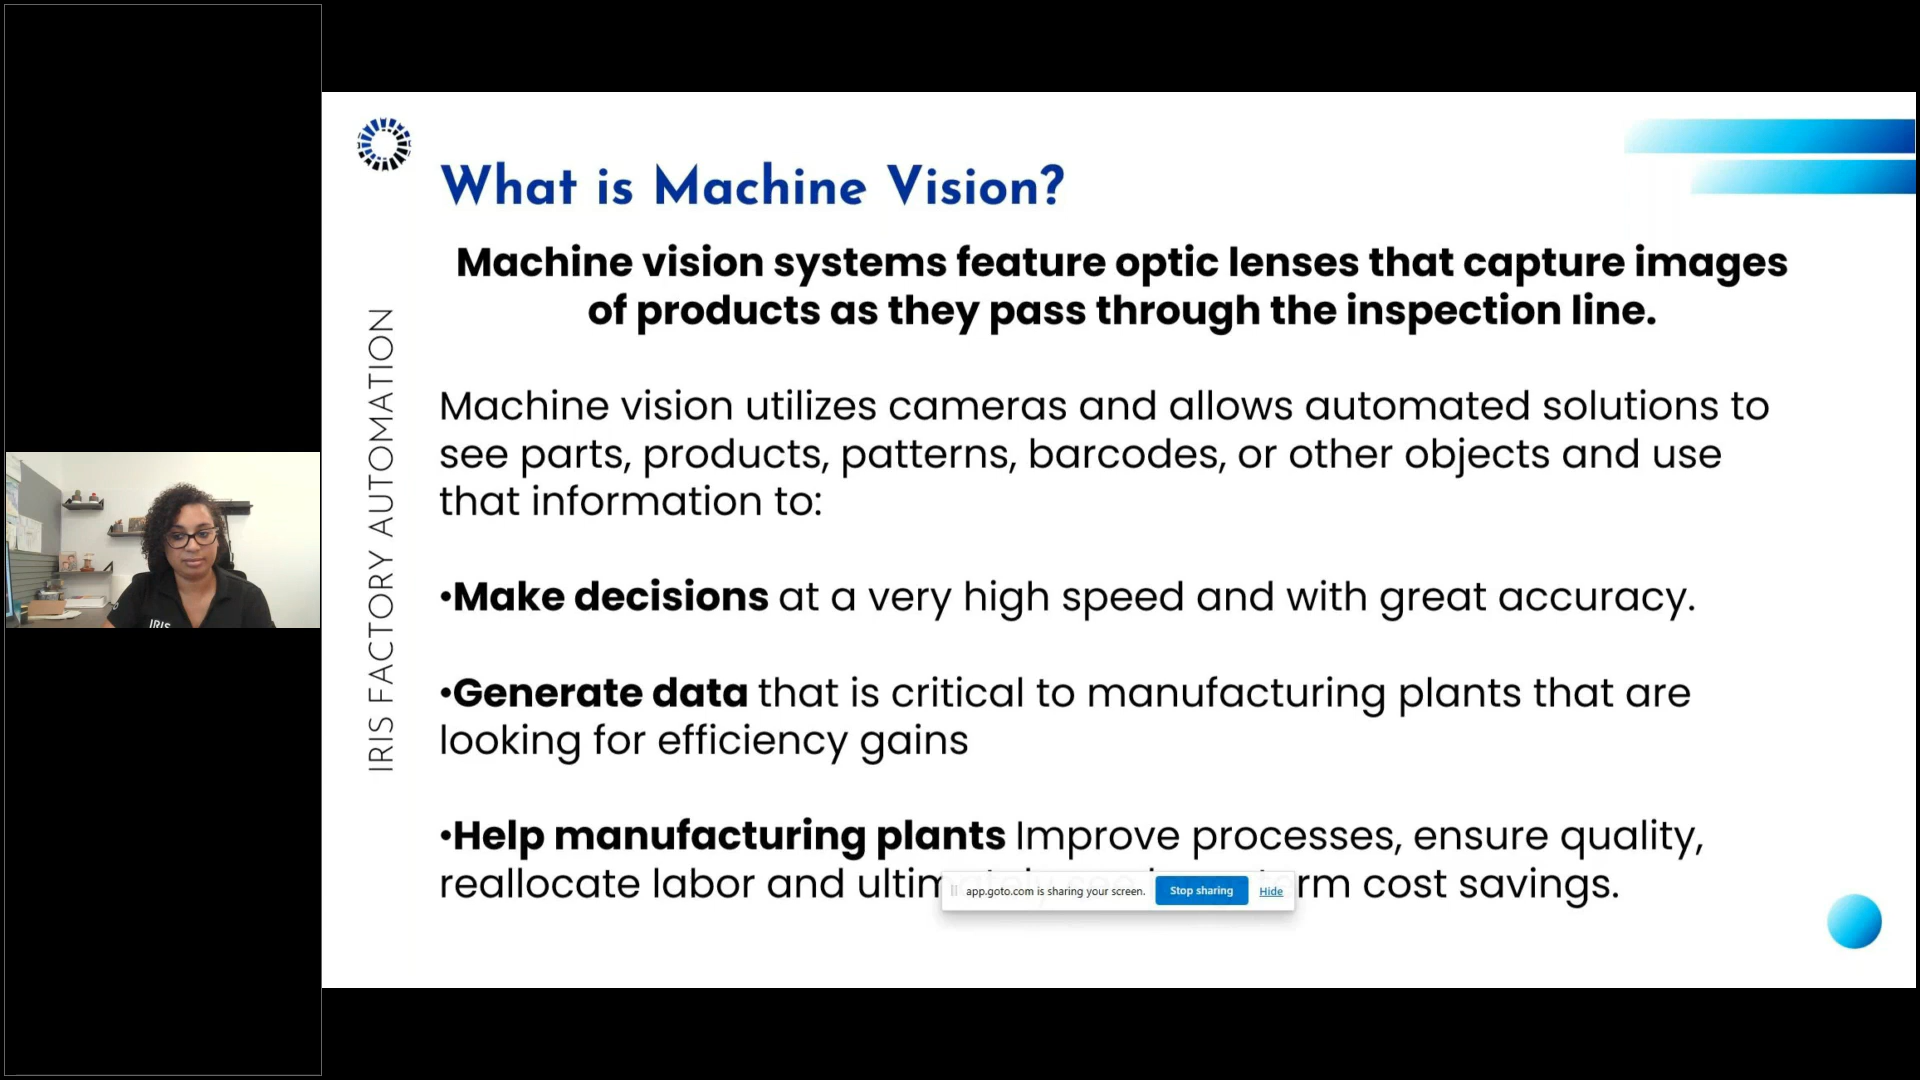 What is Machine Vision?
Machine vision systems feature optic lenses that capture images
of products as they pass through the inspection line.
IRIS FACTORY AUTOMATION
Machine vision utilizes cameras and allows automated solutions to
see parts, products, patterns, barcodes, or other objects and use
that information to:
•Make decisions at a very high speed and with great accuracy.
•Generate data that is critical to manufacturing plants that are
looking for efficiency gains
•Help manufacturing plants Improve processes, ensure quality,
reallocate labor and cost savings.
app.goto.com is sharing your screen. Stop sharing Hide
IRIS